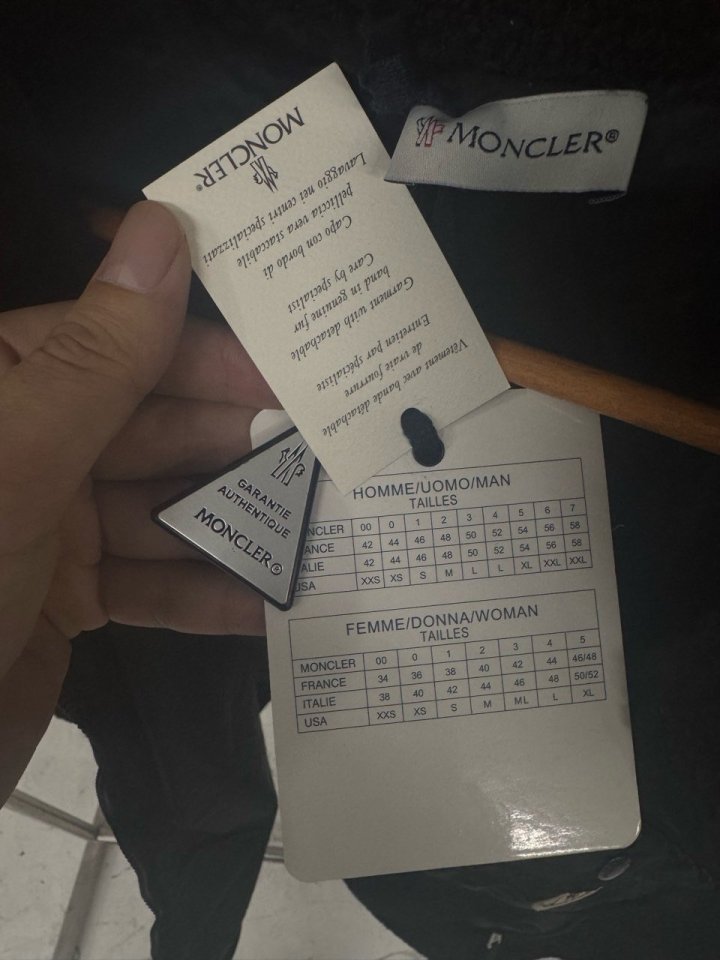 MONCLER®
MONCLER®
Lavaggio nei centri specializzati
pelliccia vera staccabile
Capo con bordo di
Care by specialist
band in genuine fur
Garment with detachable
Entretien par spécialiste
de vraie fourrure
Vêtement avec bande détachable
GARANTIE
AUTHENTIQUE
MONCLER®
HOMME/UOMO/MAN
TAILLES
NCLER 00 0 1 2 3 4 5 6 7
ANCE 42 44 46 48 50 52 54 56 58
ALIE 42 44 46 48 50 52 54 56 58
USA XXS XS S M L L XL XXL XXL
FEMME/DONNA/WOMAN
TAILLES
MONCLER 00 0 1 2 3 4 5
FRANCE 34 36 38 40 42 44 46/48
ITALIE 38 40 42 44 46 48 50/52
USA XXS XS S M ML L XL